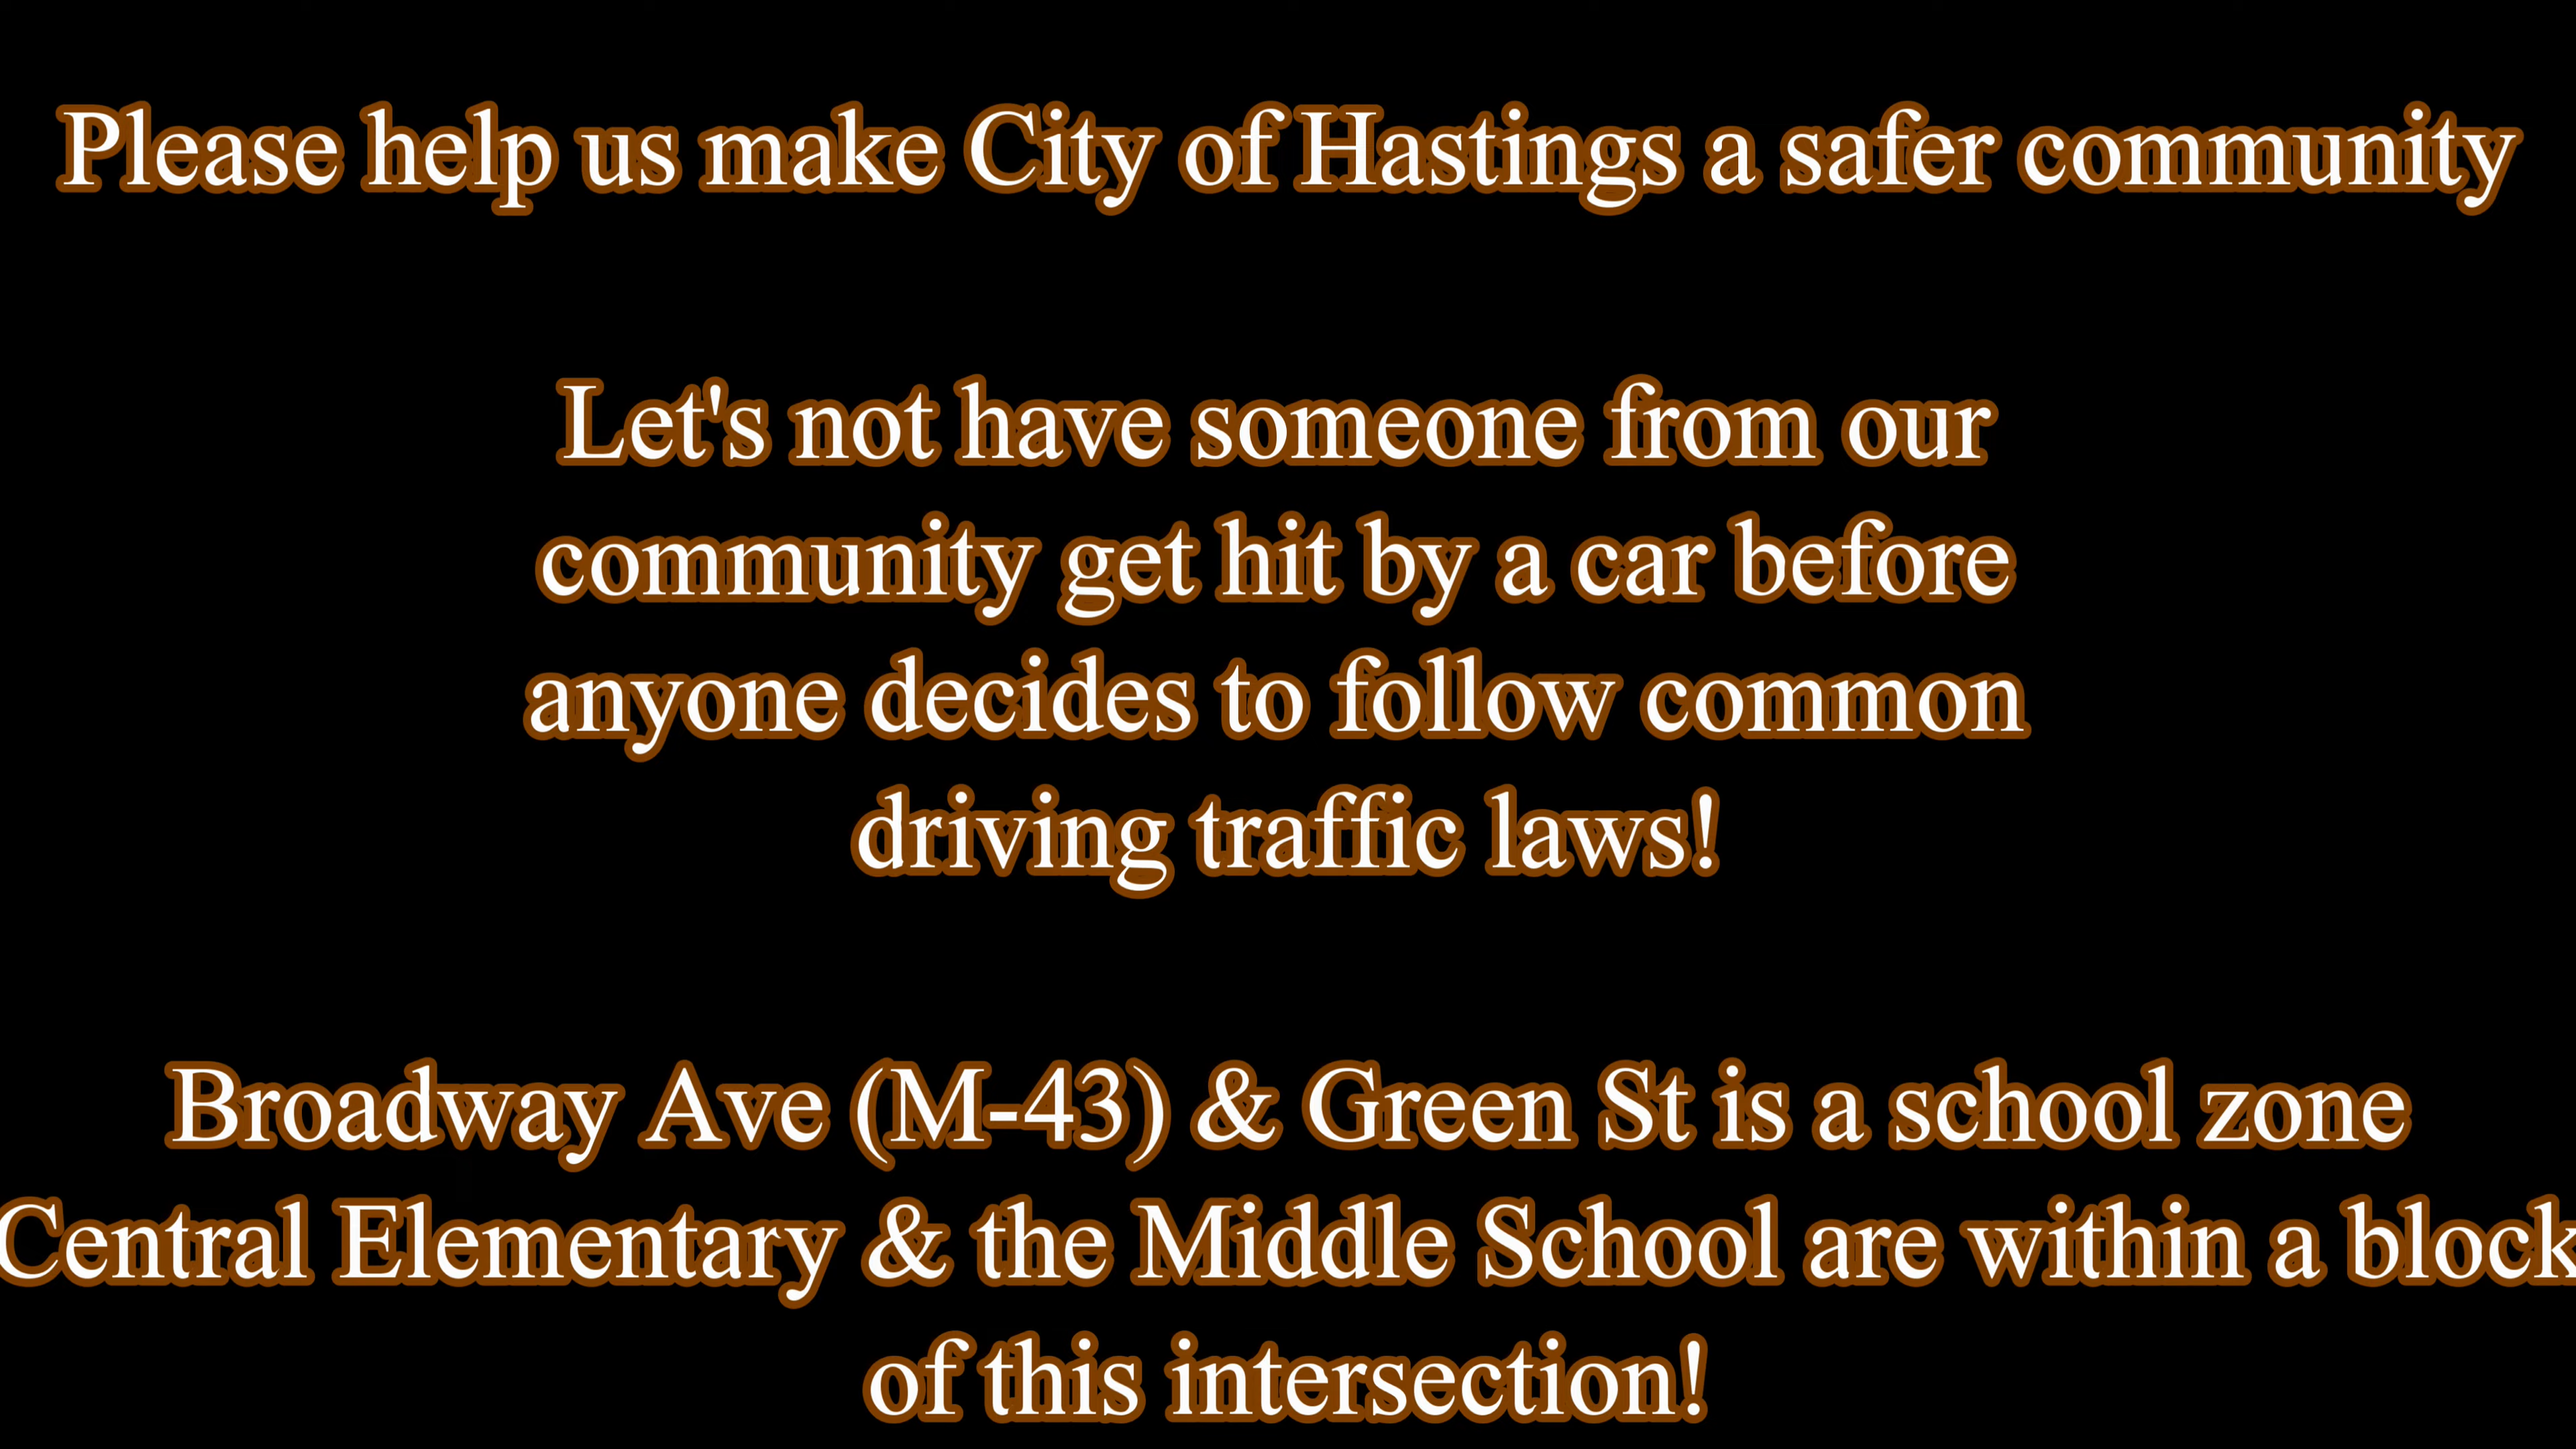 Please help us make City of Hastings a safer community
Let's not have someone from our
community get hit by a car before
anyone decides to follow common
driving traffic laws!
Broadway Ave (M-43) & Green St is a school zone
Central Elementary & the Middle School are within a block
of this intersection!